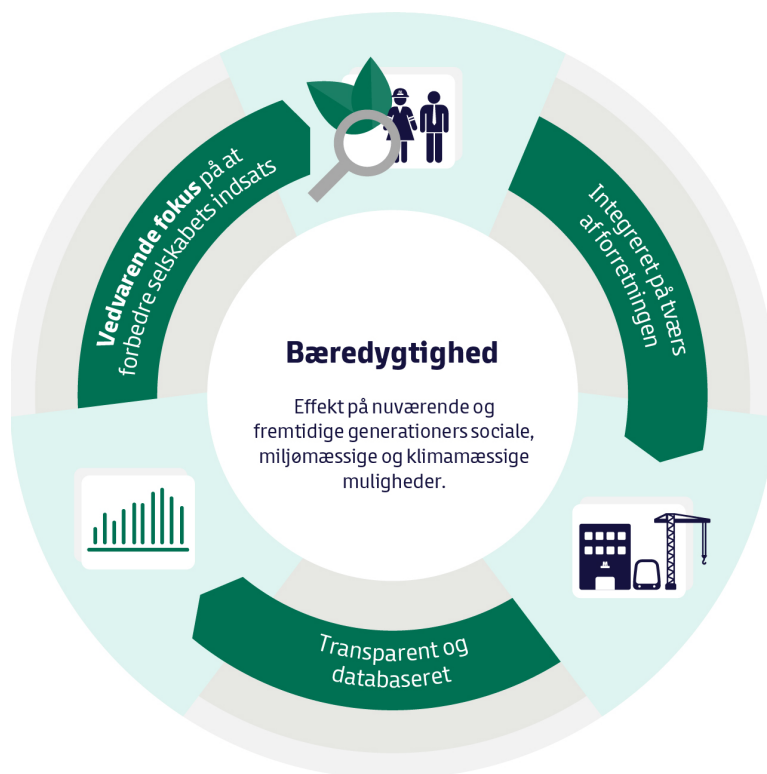 Vedvarende fokus på at
forbedre selskabets indsats
Integreret på tværs
af forretningen
Bæredygtighed
Effekt på nuværende og
fremtidige generationers sociale,
miljømæssige og klimamæssige
muligheder.
Transparent og
databaseret